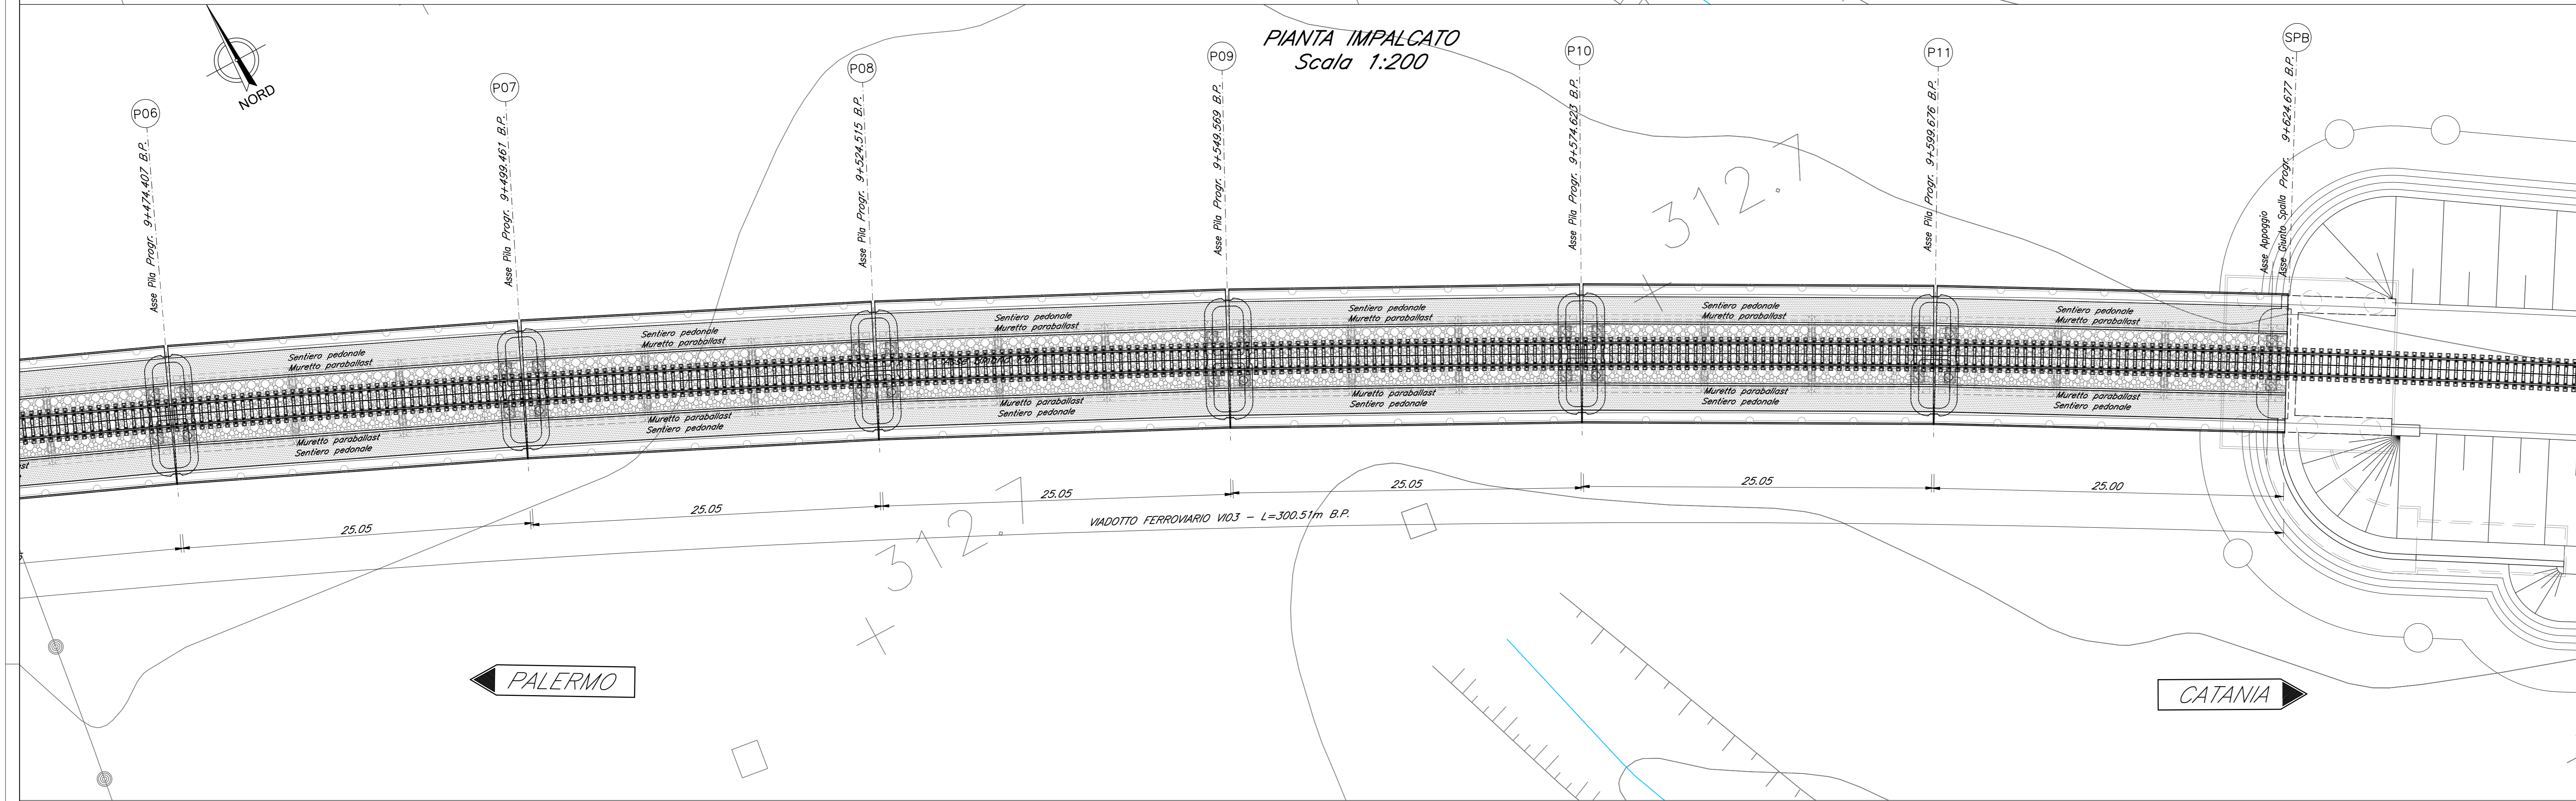 PIANTA IMPALCATO
Scala 1:200
NORD
P06
P07
P08
P09
P10
P11
SPB
Asse Pila Progr. 9+474.407 B.P.
Asse Pila Progr. 9+499.461 B.P.
Asse Pila Progr. 9+524.515 B.P.
Asse Pila Progr. 9+549.569 B.P.
Asse Pila Progr. 9+574.623 B.P.
Asse Pila Progr. 9+599.676 B.P.
Asse Appoggio
Asse Giunto Spalla Progr. 9+624.677 B.P.
312.7
Sentiero pedonale
Muretto paraballast
Sentiero pedonale
Muretto paraballast
Sentiero pedonale
Muretto paraballast
Sentiero pedonale
Muretto paraballast
Sentiero pedonale
Muretto paraballast
Sentiero pedonale
Muretto paraballast
Muretto paraballast
Sentiero pedonale
Muretto paraballast
Sentiero pedonale
Muretto paraballast
Sentiero pedonale
Muretto paraballast
Sentiero pedonale
Muretto paraballast
Sentiero pedonale
Muretto paraballast
Sentiero pedonale
25.05
25.05
25.05
25.05
25.05
25.00
VIADOTTO FERROVIARIO VI03 - L=300.51m B.P.
312.7
PALERMO
CATANIA